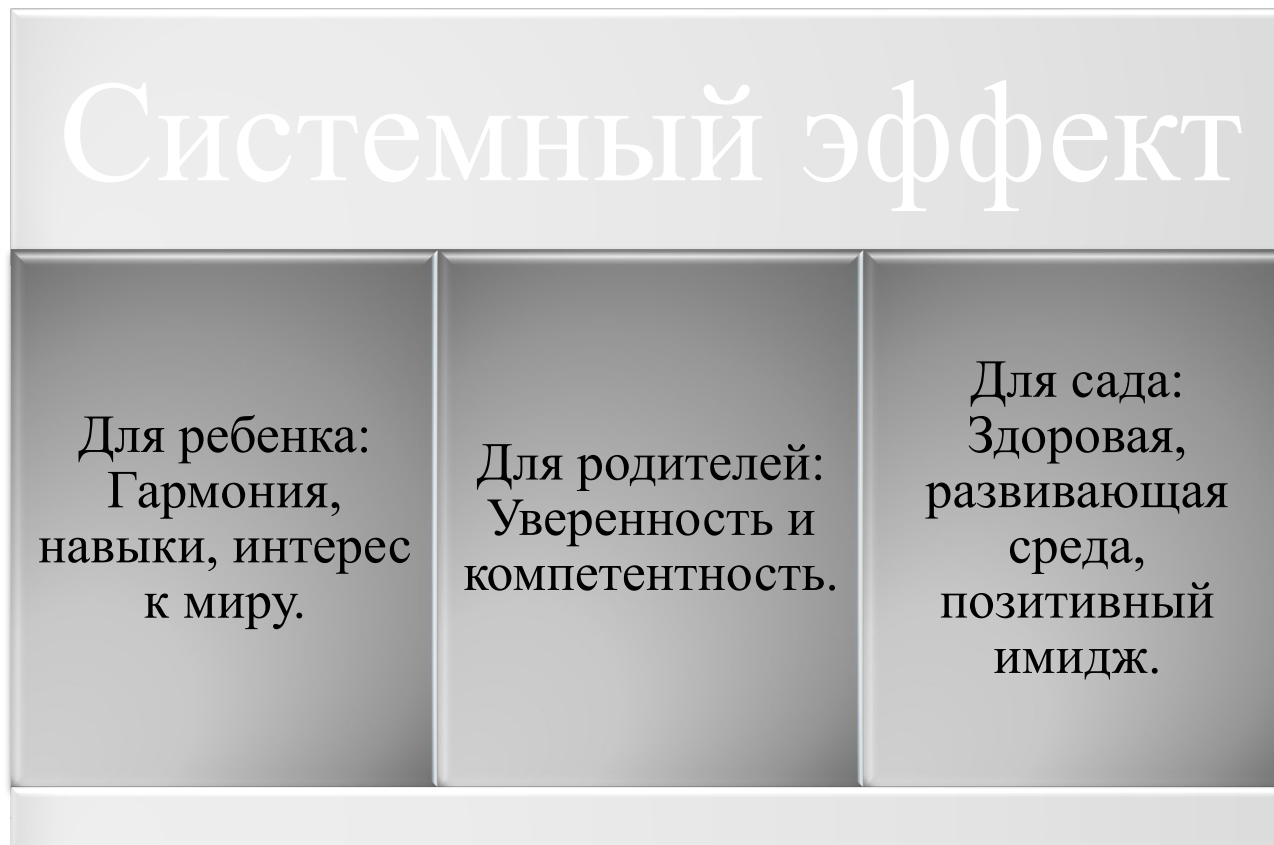 Системный эффект
Для ребенка:
Гармония,
навыки, интерес
к миру.
Для родителей:
Уверенность и
компетентность.
Для сада:
Здоровая,
развивающая
среда,
позитивный
имидж.